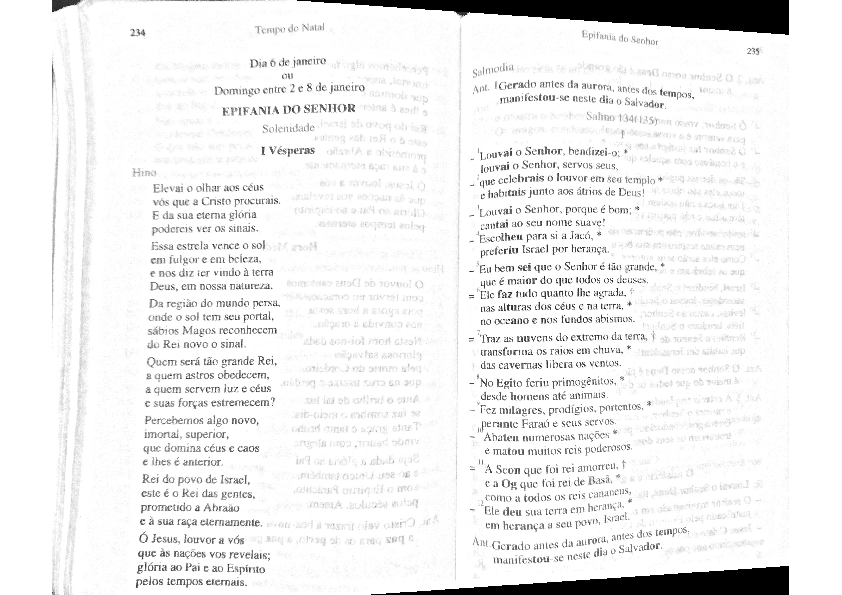 234
Tempo do Natal
Dia 6 de janeiro
ou
Domingo entre 2 e 8 de janeiro
EPIFANIA DO SENHOR
Solenidade
I Vésperas
Hino
Elevai o olhar aos céus
vós que a Cristo procurais.
E da sua eterna glória
podereis ver os sinais.
Essa estrela vence o sol
em fulgor e em beleza,
e nos diz ter vindo à terra
Deus, em nossa natureza.
Da região do mundo persa,
onde o sol tem seu portal,
sábios Magos reconhecem
do Rei novo o sinal.
Quem será tão grande Rei,
a quem astros obedecem,
a quem servem luz e céus
e suas forças estremecem?
Percebemos algo novo,
imortal, superior,
que domina céus e caos
e lhes é anterior.
Rei do povo de Israel,
este é o Rei das gentes,
prometido a Abraão
e à sua raça eternamente.
Ó Jesus, louvor a vós
que às nações vos revelais;
glória ao Pai e ao Espírito
pelos tempos eternais.
Epifania do Senhor
235
Salmodia
Ant. 1 Gerado antes da aurora, antes dos tempos,
manifestou-se neste dia o Salvador.
Salmo 134(135)
I
– ¹Louvai o Senhor, bendizei-o; *
louvai o Senhor, servos seus,
– ²que celebrais o louvor em seu templo *
e habitais junto aos átrios de Deus!
– ³Louvai o Senhor, porque é bom; *
cantai ao seu nome suave!
– ⁴Escolheu para si a Jacó, *
preferiu Israel por herança.
– ⁵Eu bem sei que o Senhor é tão grande, *
que é maior do que todos os deuses.
= ⁶Ele faz tudo quanto lhe agrada, †
nas alturas dos céus e na terra, *
no oceano e nos fundos abismos.
= ⁷Traz as nuvens do extremo da terra, †
transforma os raios em chuva, *
das cavernas libera os ventos.
– ⁸No Egito feriu primogênitos, *
desde homens até animais.
– ⁹Fez milagres, prodígios, portentos, *
perante Faraó e seus servos.
– ¹⁰Abateu numerosas nações *
e matou muitos reis poderosos.
= ¹¹A Seon que foi rei amorreu, †
e a Og que foi rei de Basã, *
como a todos os reis cananeus,
– ¹²Ele deu sua terra em herança, *
em herança a seu povo, Israel.
Ant. Gerado antes da aurora, antes dos tempos,
manifestou-se neste dia o Salvador.